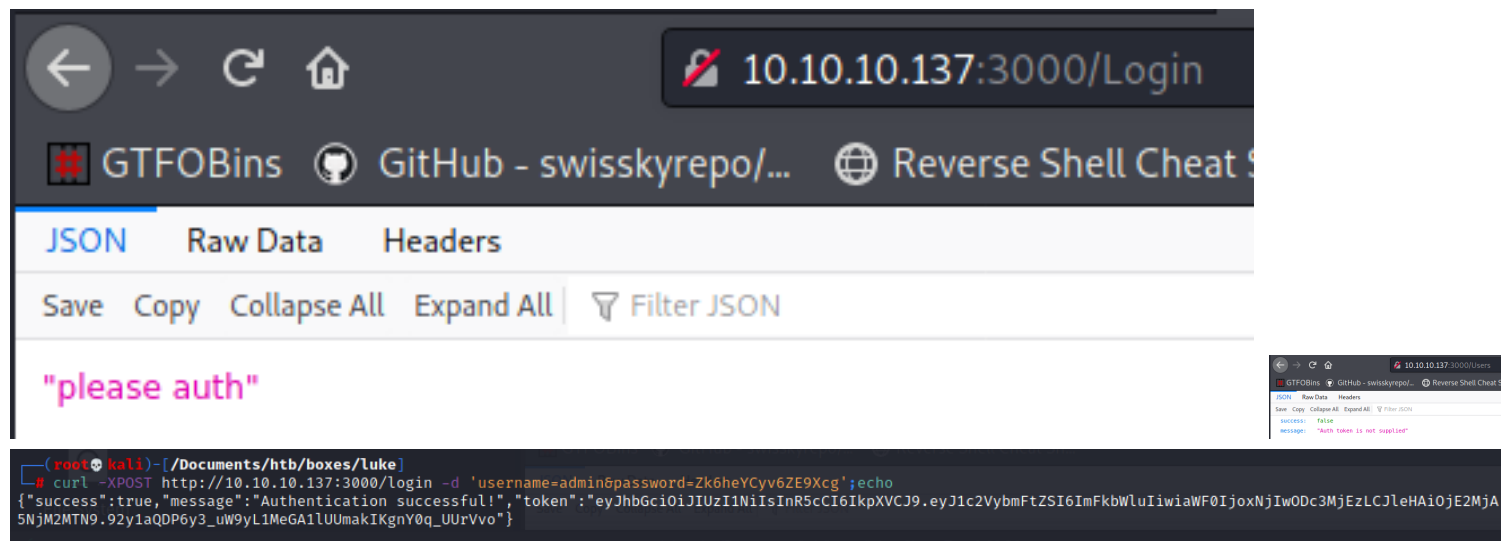 10.10.10.137:3000/Login
GTFOBins GitHub - swisskyrepo/... Reverse Shell Cheat S
JSON Raw Data Headers
Save Copy Collapse All Expand All Filter JSON
"please auth"
10.10.10.137:3000/Users
GTFOBins GitHub - swisskyrepo/... Reverse Shell Cheat S
JSON Raw Data Headers
Save Copy Collapse All Expand All Filter JSON
success: false
message: "Auth token is not supplied"
(root💀kali)-[/Documents/htb/boxes/luke]
# curl -XPOST http://10.10.10.137:3000/login -d 'username=admin&password=Zk6heYCyv6ZE9Xcg';echo
{"success":true,"message":"Authentication successful!","token":"eyJhbGciOiJIUzI1NiIsInR5cCI6IkpXVCJ9.eyJ1c2VybmFtZSI6ImFkbWluIiwiaWF0IjoxNjIwODc3MjEzLCJleHAiOjE2MjA
5NjM2MTN9.92y1aQDP6y3_uW9yL1MeGA1lUUmakIKgnY0q_UUrVvo"}